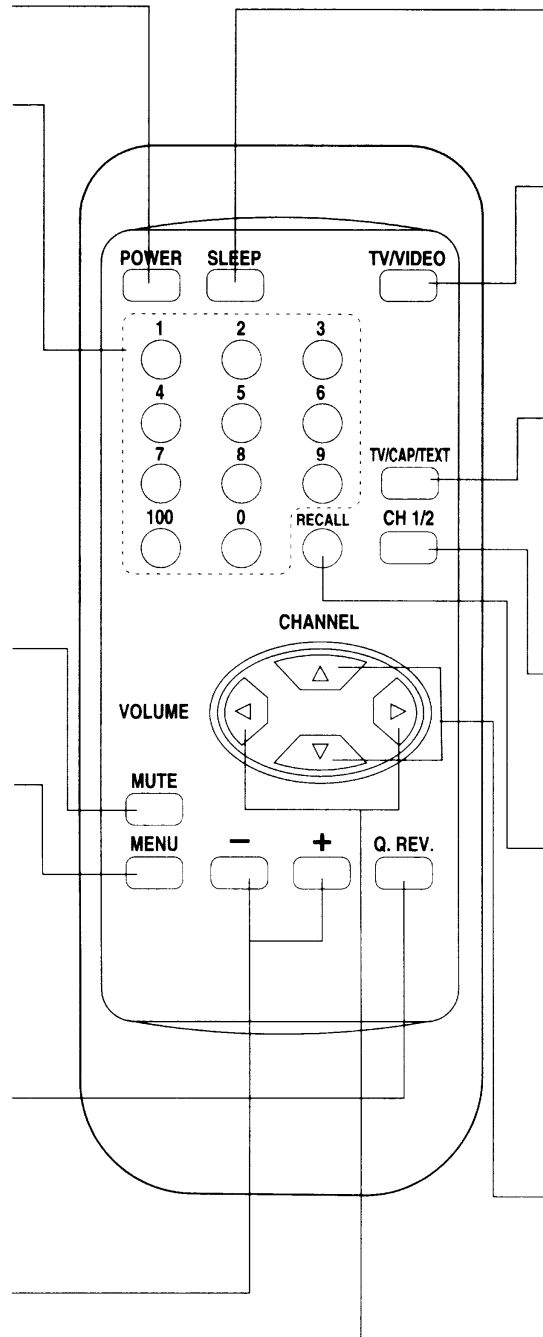 POWER SLEEP TV/VIDEO
1 2 3
4 5 6
7 8 9 TV/CAP/TEXT
100 0 RECALL CH 1/2
CHANNEL
VOLUME
MUTE
MENU − + Q. REV.